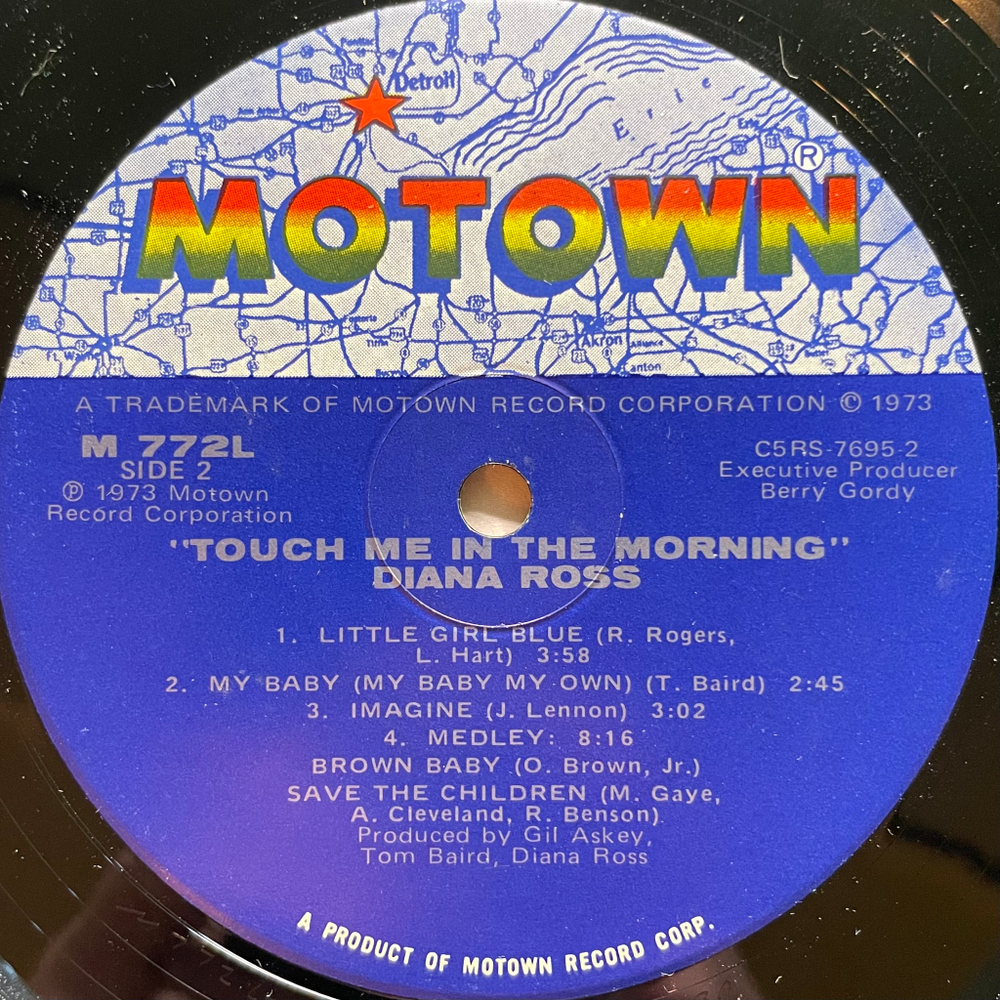 Detroit
Erie
®
MOTOWN
Akron
Alliance
Canton
A TRADEMARK OF MOTOWN RECORD CORPORATION © 1973
M 772L
SIDE 2
℗ 1973 Motown
Record Corporation
C5RS-7695-2
Executive Producer
Berry Gordy
"TOUCH ME IN THE MORNING"
DIANA ROSS
1. LITTLE GIRL BLUE (R. Rogers,
L. Hart) 3:58
2. MY BABY (MY BABY MY OWN) (T. Baird) 2:45
3. IMAGINE (J. Lennon) 3:02
4. MEDLEY: 8:16
BROWN BABY (O. Brown, Jr.)
SAVE THE CHILDREN (M. Gaye,
A. Cleveland, R. Benson)
Produced by Gil Askey,
Tom Baird, Diana Ross
A PRODUCT OF MOTOWN RECORD CORP.